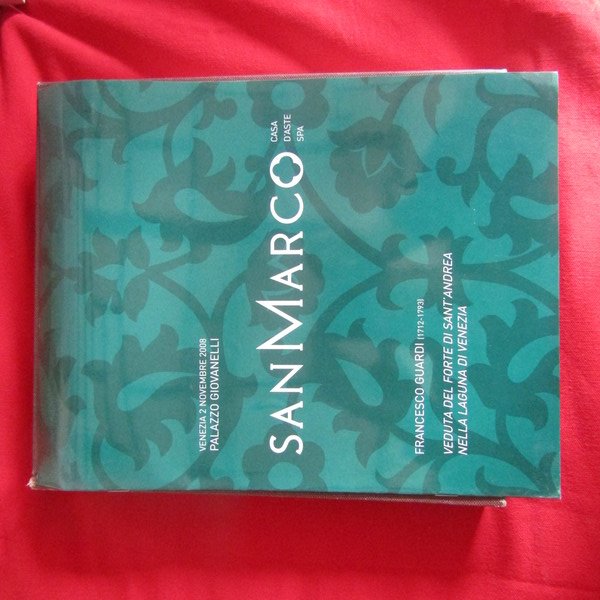 VENEZIA 2 NOVEMBRE 2008
PALAZZO GIOVANELLI
SANMARCO
CASA
D'ASTE
SPA
FRANCESCO GUARDI (1712-1793)
VEDUTA DEL FORTE DI SANT'ANDREA
NELLA LAGUNA DI VENEZIA